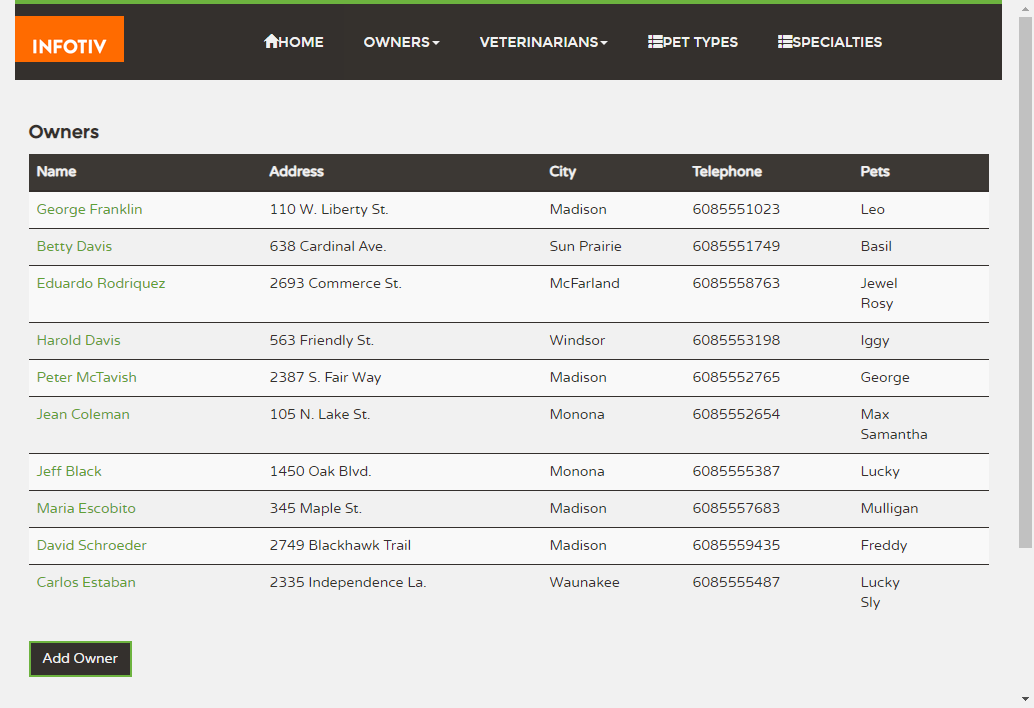 INFOTIV HOME OWNERS VETERINARIANS PET TYPES SPECIALTIES
Owners
Name Address City Telephone Pets
George Franklin 110 W. Liberty St. Madison 6085551023 Leo
Betty Davis 638 Cardinal Ave. Sun Prairie 6085551749 Basil
Eduardo Rodriquez 2693 Commerce St. McFarland 6085558763 Jewel
Rosy
Harold Davis 563 Friendly St. Windsor 6085553198 Iggy
Peter McTavish 2387 S. Fair Way Madison 6085552765 George
Jean Coleman 105 N. Lake St. Monona 6085552654 Max
Samantha
Jeff Black 1450 Oak Blvd. Monona 6085555387 Lucky
Maria Escobito 345 Maple St. Madison 6085557683 Mulligan
David Schroeder 2749 Blackhawk Trail Madison 6085559435 Freddy
Carlos Estaban 2335 Independence La. Waunakee 6085555487 Lucky
Sly
Add Owner